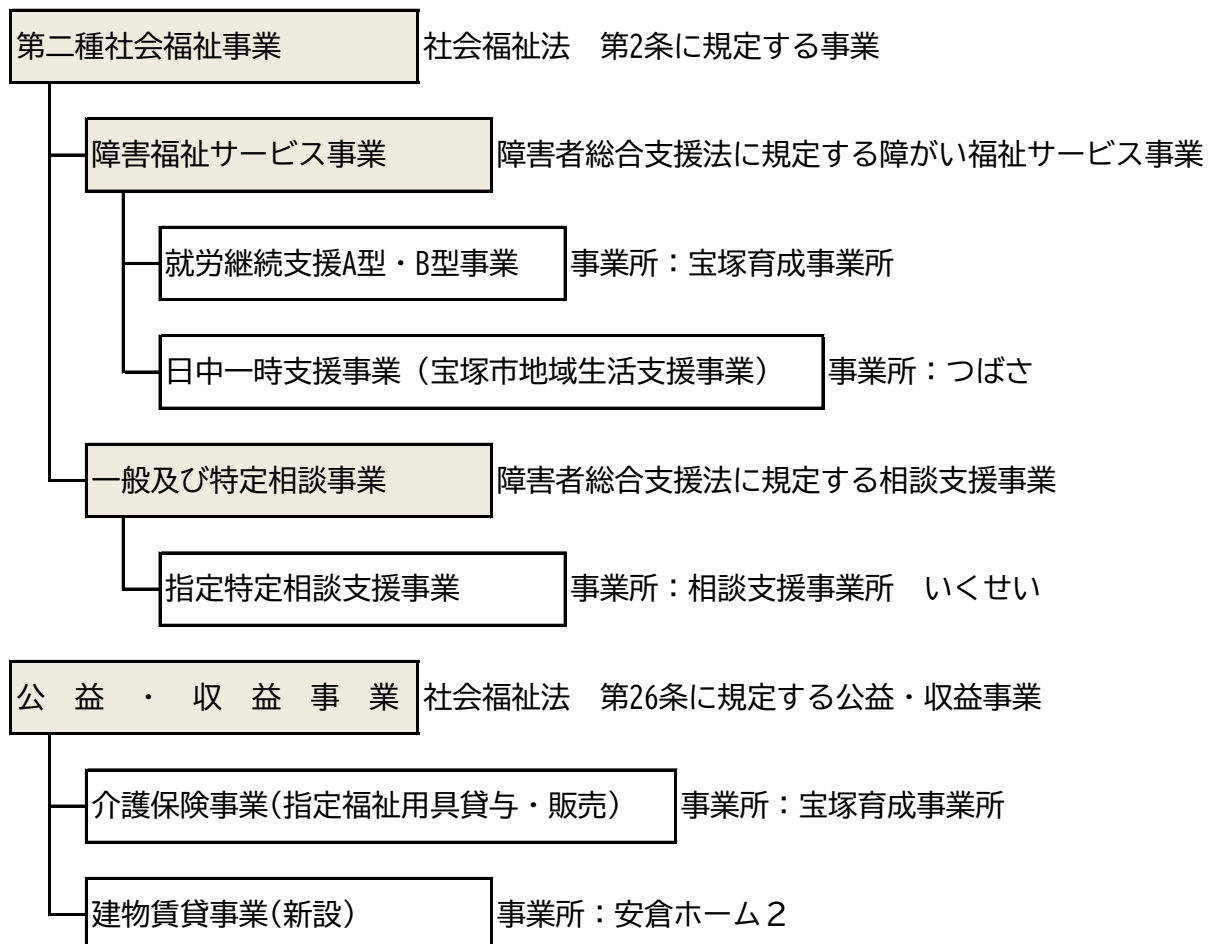 第二種社会福祉事業　社会福祉法　第2条に規定する事業
障害福祉サービス事業　障害者総合支援法に規定する障がい福祉サービス事業
就労継続支援A型・B型事業　事業所：宝塚育成事業所
日中一時支援事業（宝塚市地域生活支援事業）　事業所：つばさ
一般及び特定相談事業　障害者総合支援法に規定する相談支援事業
指定特定相談支援事業　事業所：相談支援事業所　いくせい
公　益　・　収　益　事　業　社会福祉法　第26条に規定する公益・収益事業
介護保険事業(指定福祉用具貸与・販売）　事業所：宝塚育成事業所
建物賃貸事業(新設）　事業所：安倉ホーム２